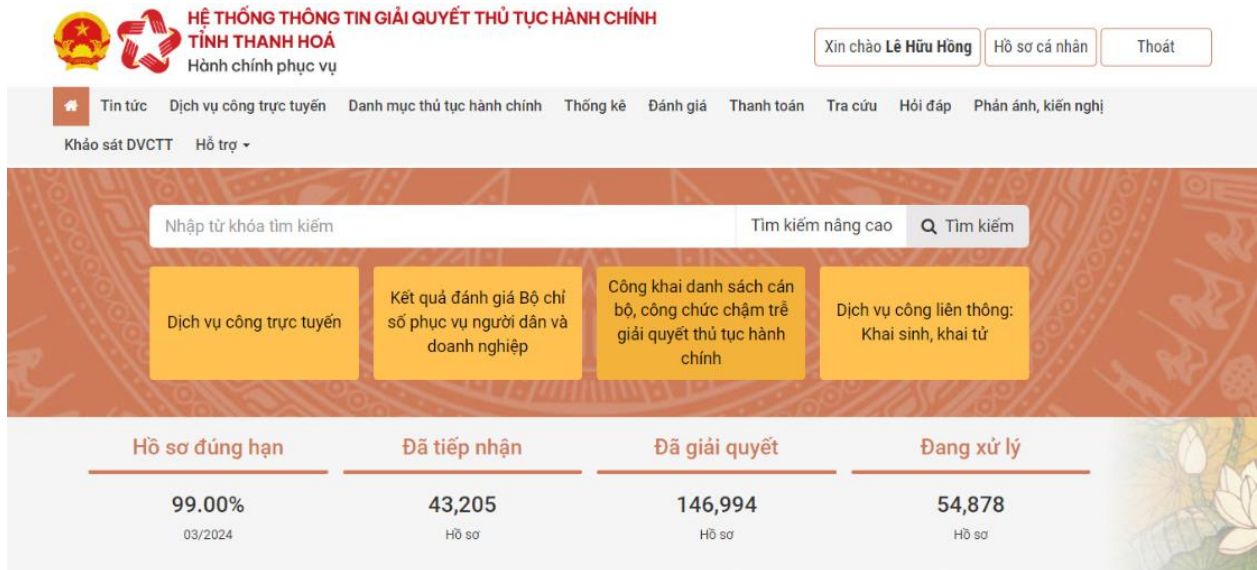 HỆ THỐNG THÔNG TIN GIẢI QUYẾT THỦ TỤC HÀNH CHÍNH
TỈNH THANH HOÁ
Hành chính phục vụ
Xin chào Lê Hữu Hồng
Hồ sơ cá nhân
Thoát
Tin tức Dịch vụ công trực tuyến Danh mục thủ tục hành chính Thống kê Đánh giá Thanh toán Tra cứu Hỏi đáp Phản ánh, kiến nghị
Khảo sát DVCTT Hỗ trợ
Nhập từ khóa tìm kiếm
Tìm kiếm nâng cao
Tìm kiếm
Dịch vụ công trực tuyến
Kết quả đánh giá Bộ chỉ
số phục vụ người dân và
doanh nghiệp
Công khai danh sách cán
bộ, công chức chậm trễ
giải quyết thủ tục hành
chính
Dịch vụ công liên thông:
Khai sinh, khai tử
Hồ sơ đúng hạn
99.00%
03/2024
Đã tiếp nhận
43,205
Hồ sơ
Đã giải quyết
146,994
Hồ sơ
Đang xử lý
54,878
Hồ sơ